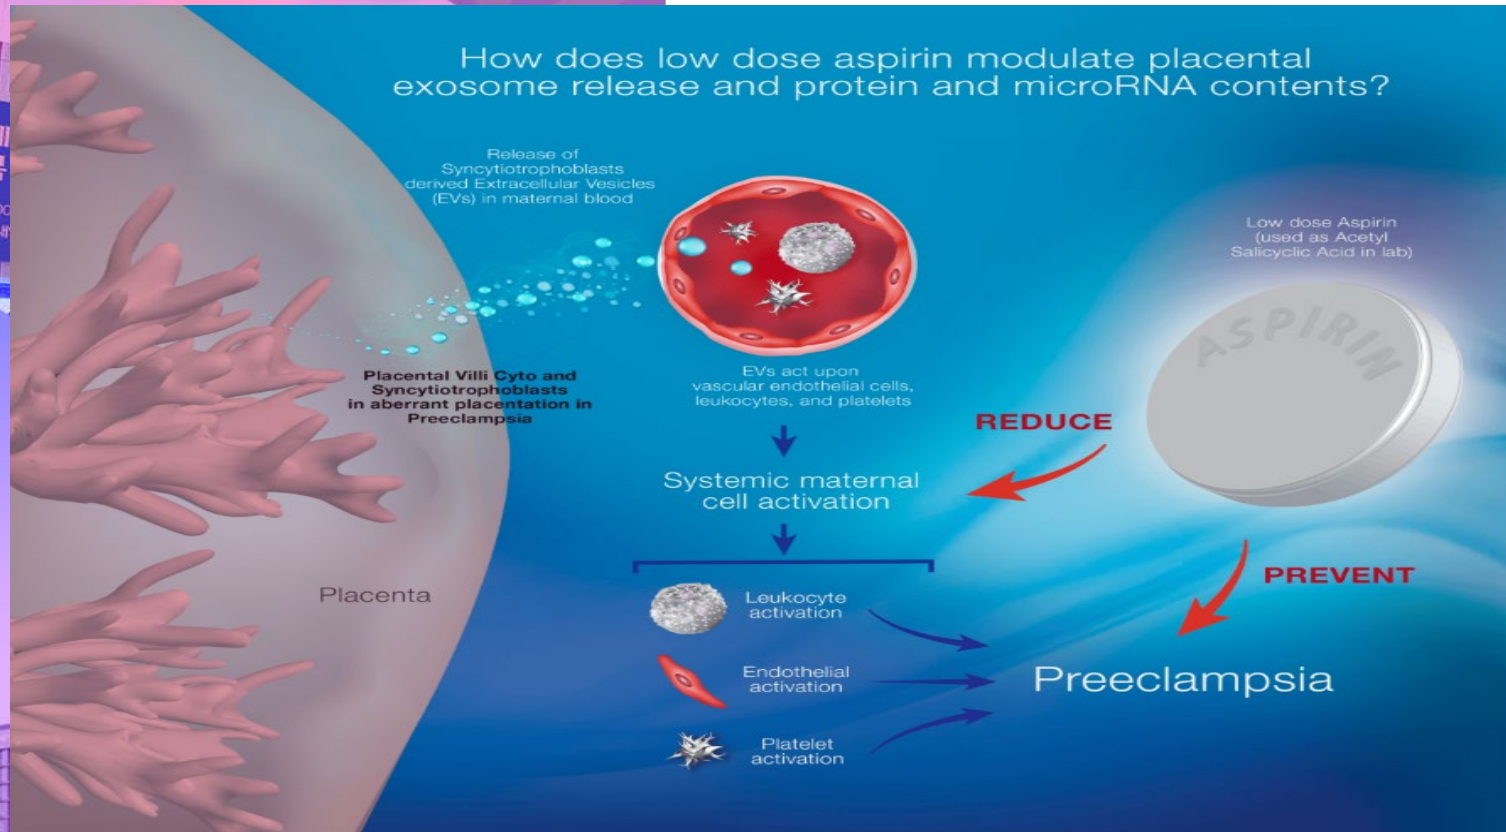 How does low dose aspirin modulate placental
exosome release and protein and microRNA contents?
Release of
Syncytiotrophoblasts
derived Extracellular Vesicles
(EVs) in maternal blood
Low dose Aspirin
(used as Acetyl
Salicyclic Acid in lab)
ASPIRIN
Placental Villi Cyto and
Syncytiotrophoblasts
in aberrant placentation in
Preeclampsia
EVs act upon
vascular endothelial cells,
leukocytes, and platelets
REDUCE
Systemic maternal
cell activation
PREVENT
Placenta
Leukocyte
activation
Endothelial
activation
Preeclampsia
Platelet
activation